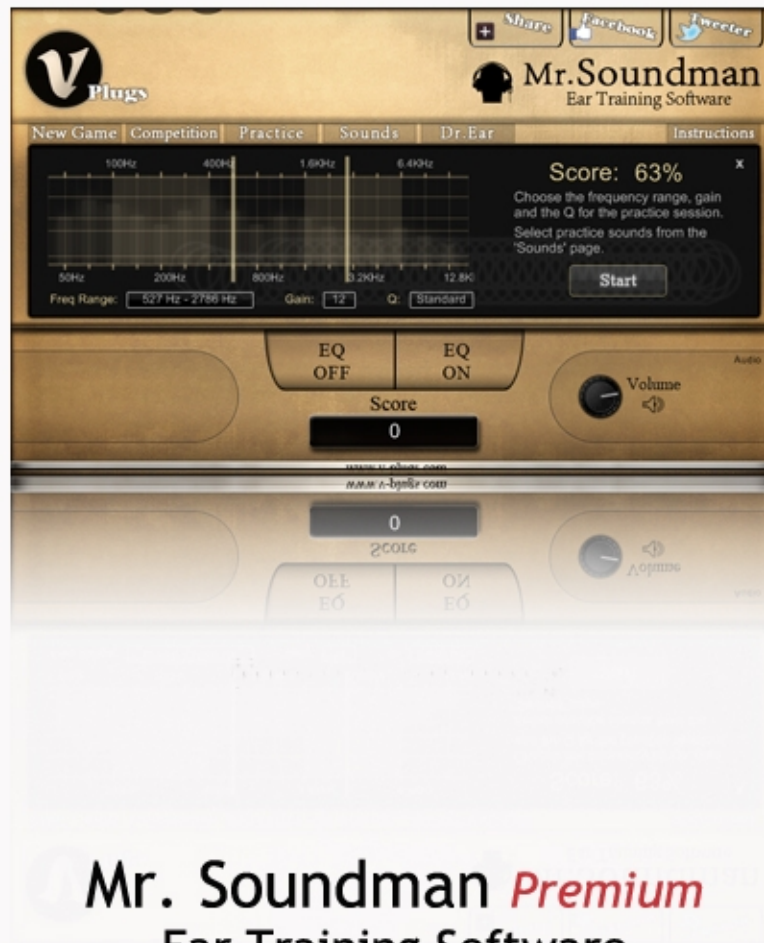 Share Facebook Tweeter
V Plugs
Mr.Soundman
Ear Training Software
New Game Competition Practice Sounds Dr.Ear Instructions
100Hz 400Hz 1.6KHz 6.4KHz
Score: 63% x
Choose the frequency range, gain
and the Q for the practice session.
Select practice sounds from the
'Sounds' page.
50Hz 200Hz 800Hz 3.2KHz 12.8K
Start
Freq Range: 527 Hz - 2786 Hz Gain: 12 Q: Standard
EQ OFF EQ ON
Audio
Volume
Score
0
www.v-plugs.com
Mr. Soundman Premium
Ear Training Software